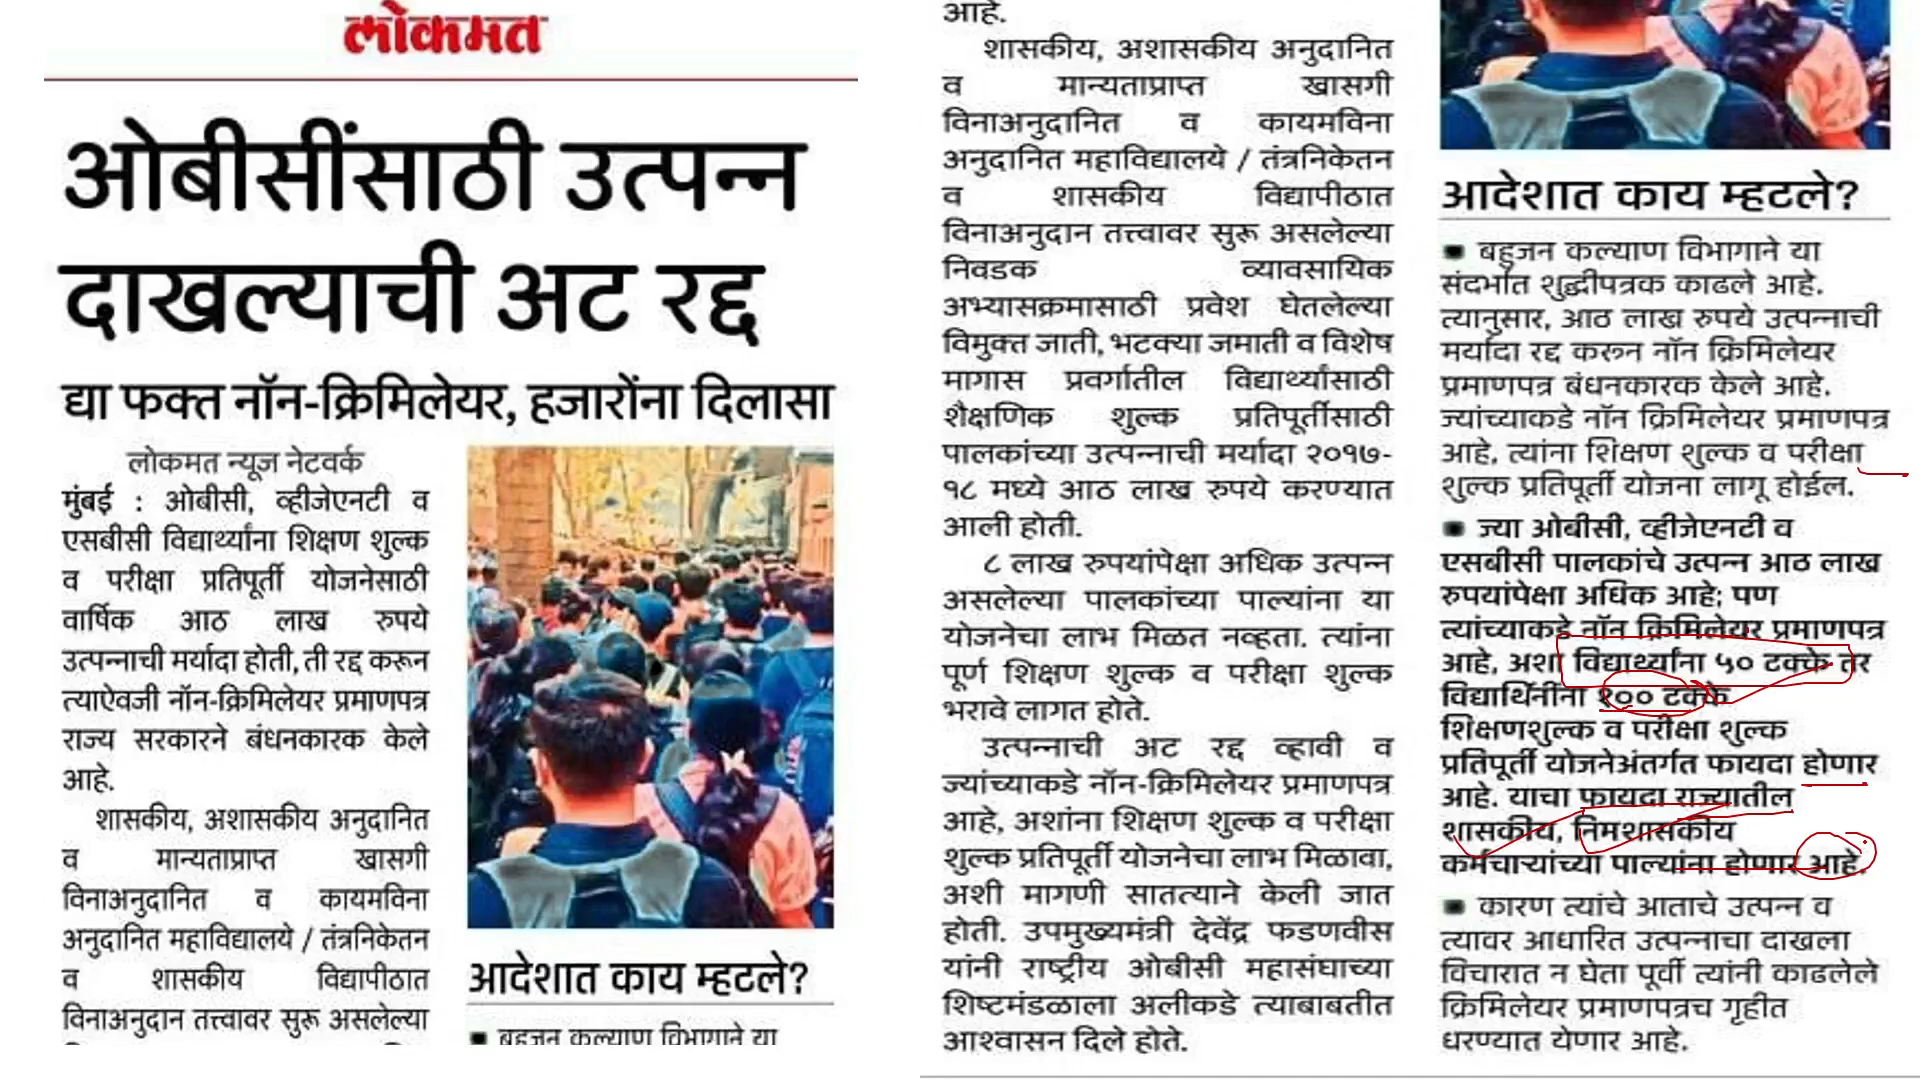 लोकमत
ओबीसींसाठी उत्पन्न
दाखल्याची अट रद्द
द्या फक्त नॉन-क्रिमिलेयर, हजारोंना दिलासा
लोकमत न्यूज नेटवर्क
मुंबई : ओबीसी, व्हीजेएनटी व
एसबीसी विद्यार्थ्यांना शिक्षण शुल्क
व परीक्षा प्रतिपूर्ती योजनेसाठी
वार्षिक आठ लाख रुपये
उत्पन्नाची मर्यादा होती, ती रद्द करून
त्याऐवजी नॉन-क्रिमिलेयर प्रमाणपत्र
राज्य सरकारने बंधनकारक केले
आहे.
शासकीय, अशासकीय अनुदानित
व मान्यताप्राप्त खासगी
विनाअनुदानित व कायमविना
अनुदानित महाविद्यालये / तंत्रनिकेतन
व शासकीय विद्यापीठात
विनाअनुदान तत्त्वावर सुरू असलेल्या
आदेशात काय म्हटले?
■ बहुजन कल्याण विभागाने या
आहे.
शासकीय, अशासकीय अनुदानित
व मान्यताप्राप्त खासगी
विनाअनुदानित व कायमविना
अनुदानित महाविद्यालये / तंत्रनिकेतन
व शासकीय विद्यापीठात
विनाअनुदान तत्त्वावर सुरू असलेल्या
निवडक व्यावसायिक
अभ्यासक्रमासाठी प्रवेश घेतलेल्या
विमुक्त जाती, भटक्या जमाती व विशेष
मागास प्रवर्गातील विद्यार्थ्यांसाठी
शैक्षणिक शुल्क प्रतिपूर्तीसाठी
पालकांच्या उत्पन्नाची मर्यादा २०१७-
१८ मध्ये आठ लाख रुपये करण्यात
आली होती.
८ लाख रुपयांपेक्षा अधिक उत्पन्न
असलेल्या पालकांच्या पाल्यांना या
योजनेचा लाभ मिळत नव्हता. त्यांना
पूर्ण शिक्षण शुल्क व परीक्षा शुल्क
भरावे लागत होते.
उत्पन्नाची अट रद्द व्हावी व
ज्यांच्याकडे नॉन-क्रिमिलेयर प्रमाणपत्र
आहे, अशांना शिक्षण शुल्क व परीक्षा
शुल्क प्रतिपूर्ती योजनेचा लाभ मिळावा,
अशी मागणी सातत्याने केली जात
होती. उपमुख्यमंत्री देवेंद्र फडणवीस
यांनी राष्ट्रीय ओबीसी महासंघाच्या
शिष्टमंडळाला अलीकडे त्याबाबतीत
आश्वासन दिले होते.
आदेशात काय म्हटले?
■ बहुजन कल्याण विभागाने या
संदर्भात शुद्धीपत्रक काढले आहे.
त्यानुसार, आठ लाख रुपये उत्पन्नाची
मर्यादा रद्द करून नॉन क्रिमिलेयर
प्रमाणपत्र बंधनकारक केले आहे.
ज्यांच्याकडे नॉन क्रिमिलेयर प्रमाणपत्र
आहे, त्यांना शिक्षण शुल्क व परीक्षा
शुल्क प्रतिपूर्ती योजना लागू होईल.
■ ज्या ओबीसी, व्हीजेएनटी व
एसबीसी पालकांचे उत्पन्न आठ लाख
रुपयांपेक्षा अधिक आहे; पण
त्यांच्याकडे नॉन क्रिमिलेयर प्रमाणपत्र
आहे, अशा विद्यार्थ्यांना ५० टक्के तर
विद्यार्थिनींना १०० टक्के
शिक्षणशुल्क व परीक्षा शुल्क
प्रतिपूर्ती योजनेअंतर्गत फायदा होणार
आहे. याचा फायदा राज्यातील
शासकीय, निमशासकीय
कर्मचाऱ्यांच्या पाल्यांना होणार आहे.
■ कारण त्यांचे आताचे उत्पन्न व
त्यावर आधारित उत्पन्नाचा दाखला
विचारात न घेता पूर्वी त्यांनी काढलेले
क्रिमिलेयर प्रमाणपत्रच गृहीत
धरण्यात येणार आहे.